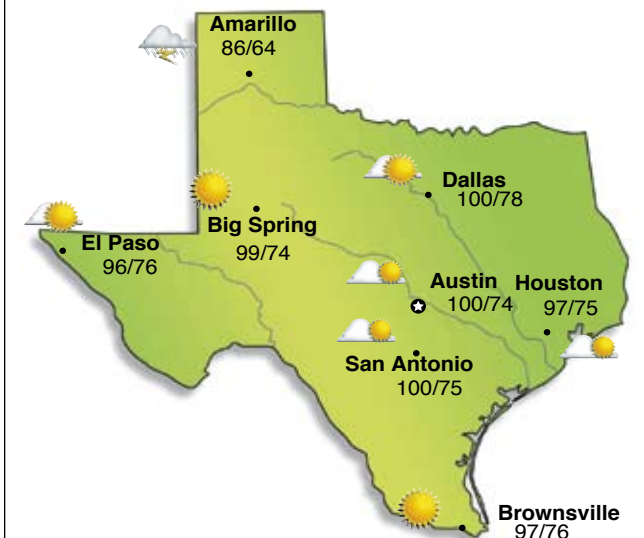 Amarillo
86/64
Dallas
100/78
Big Spring
99/74
El Paso
96/76
Austin
100/74
Houston
97/75
San Antonio
100/75
Brownsville
97/76